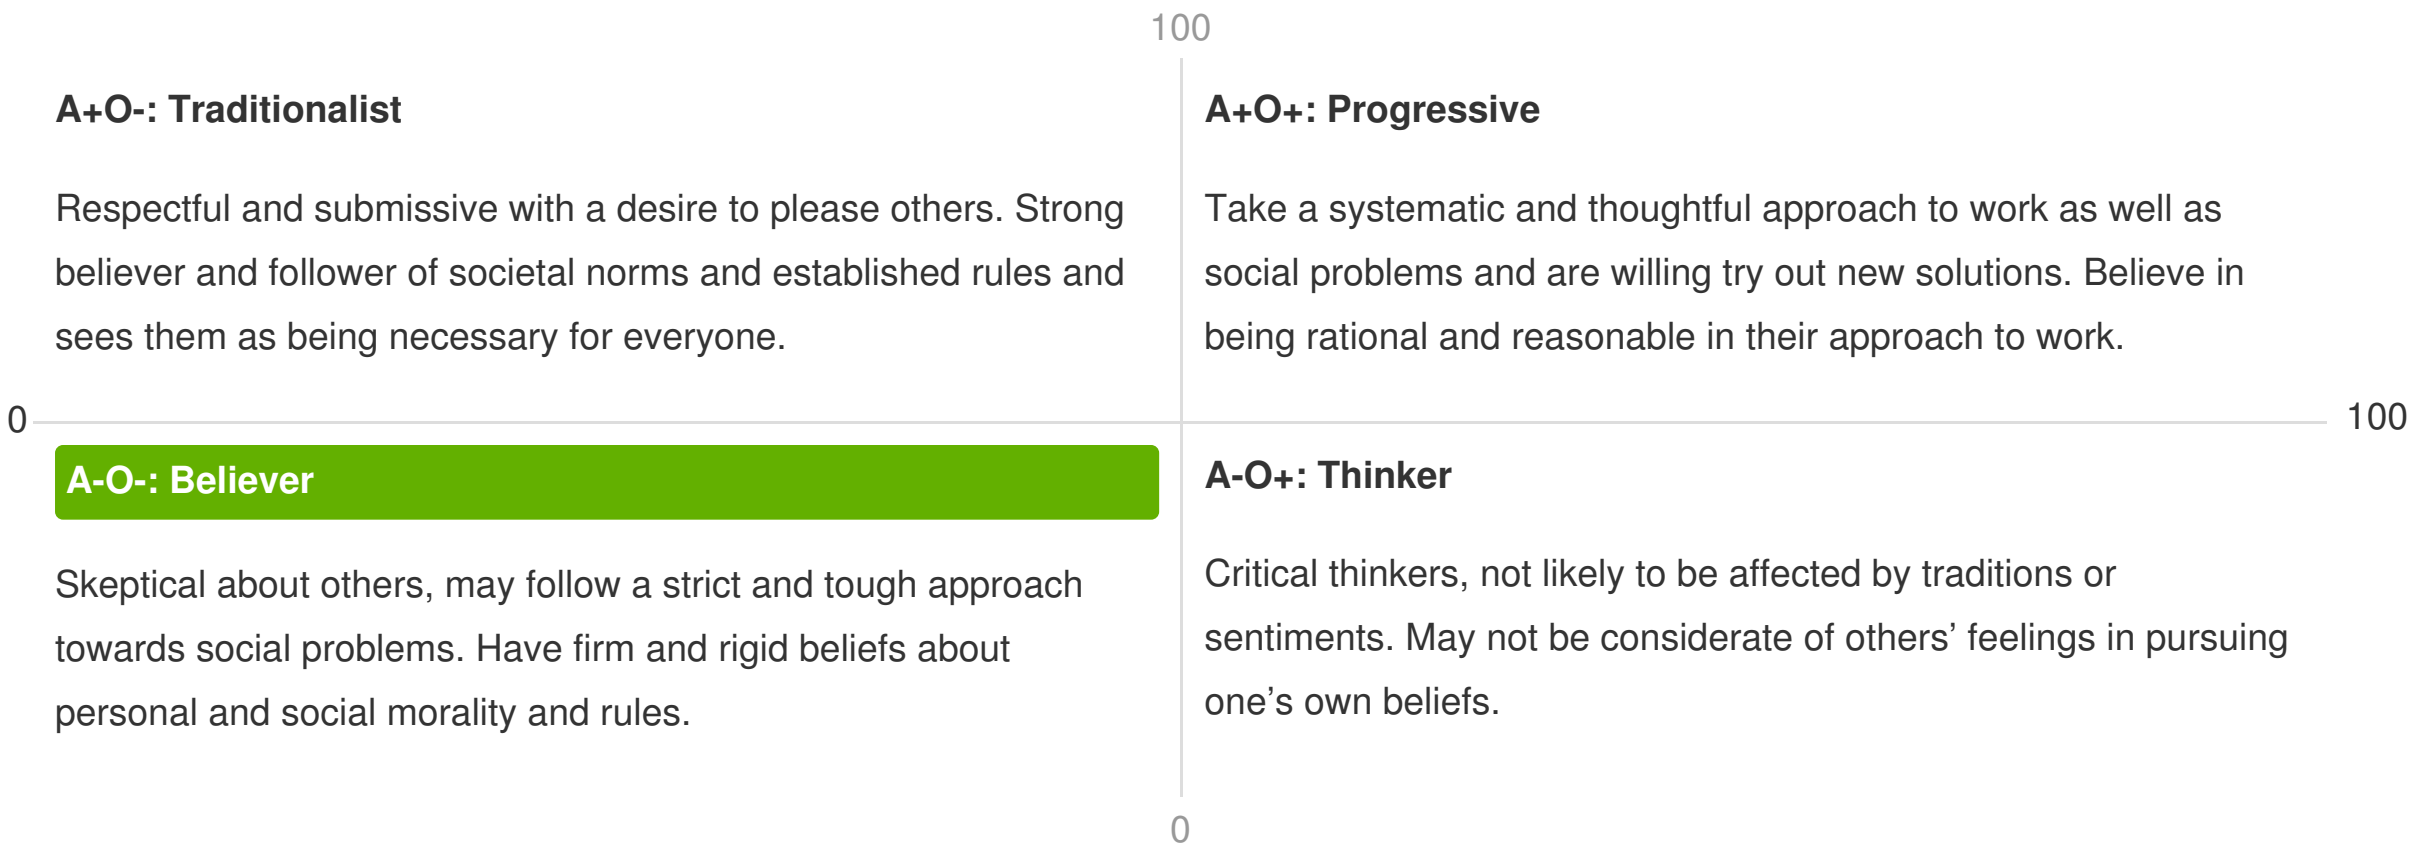 100
A+O-: Traditionalist
Respectful and submissive with a desire to please others. Strong
believer and follower of societal norms and established rules and
sees them as being necessary for everyone.
A+O+: Progressive
Take a systematic and thoughtful approach to work as well as
social problems and are willing try out new solutions. Believe in
being rational and reasonable in their approach to work.
0
100
A-O-: Believer
Skeptical about others, may follow a strict and tough approach
towards social problems. Have firm and rigid beliefs about
personal and social morality and rules.
A-O+: Thinker
Critical thinkers, not likely to be affected by traditions or
sentiments. May not be considerate of others’ feelings in pursuing
one’s own beliefs.
0